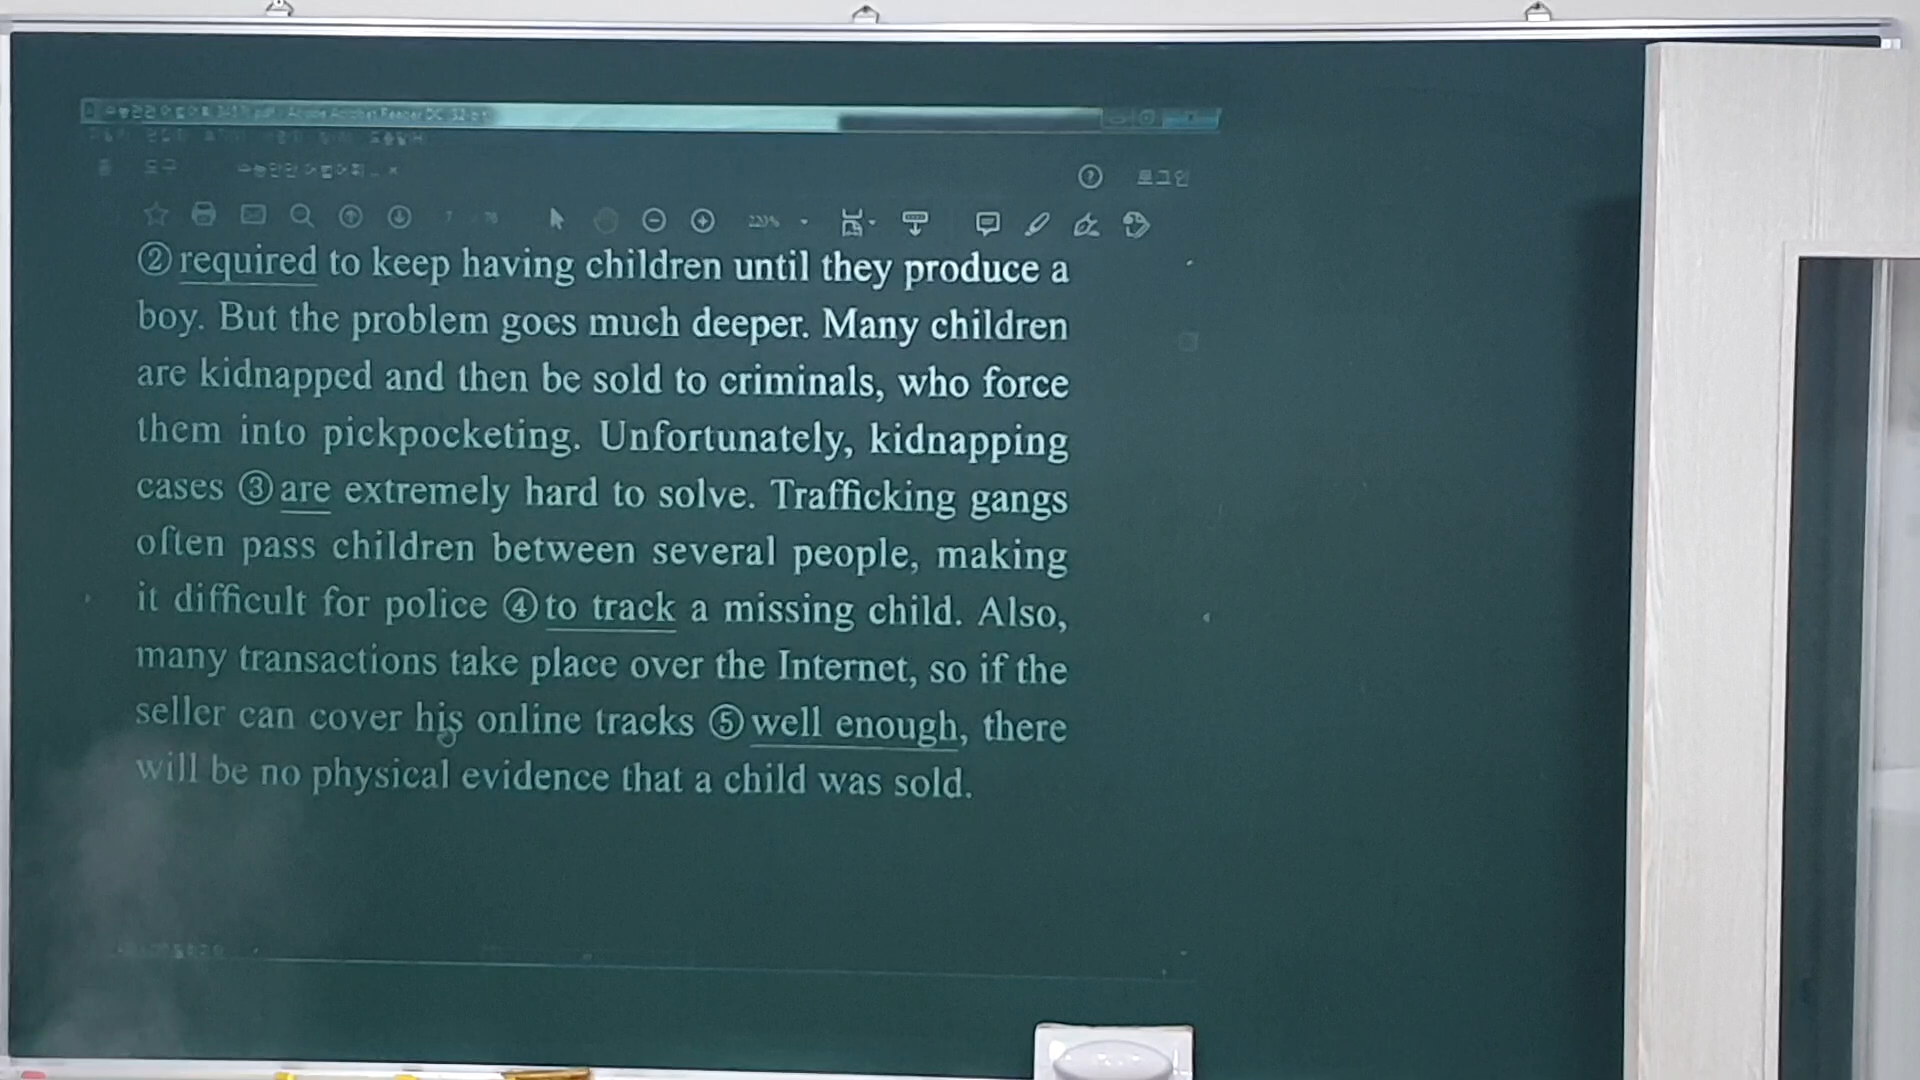 로그인
② required to keep having children until they produce a
boy. But the problem goes much deeper. Many children
are kidnapped and then be sold to criminals, who force
them into pickpocketing. Unfortunately, kidnapping
cases ③ are extremely hard to solve. Trafficking gangs
often pass children between several people, making
it difficult for police ④ to track a missing child. Also,
many transactions take place over the Internet, so if the
seller can cover his online tracks ⑤ well enough, there
will be no physical evidence that a child was sold.